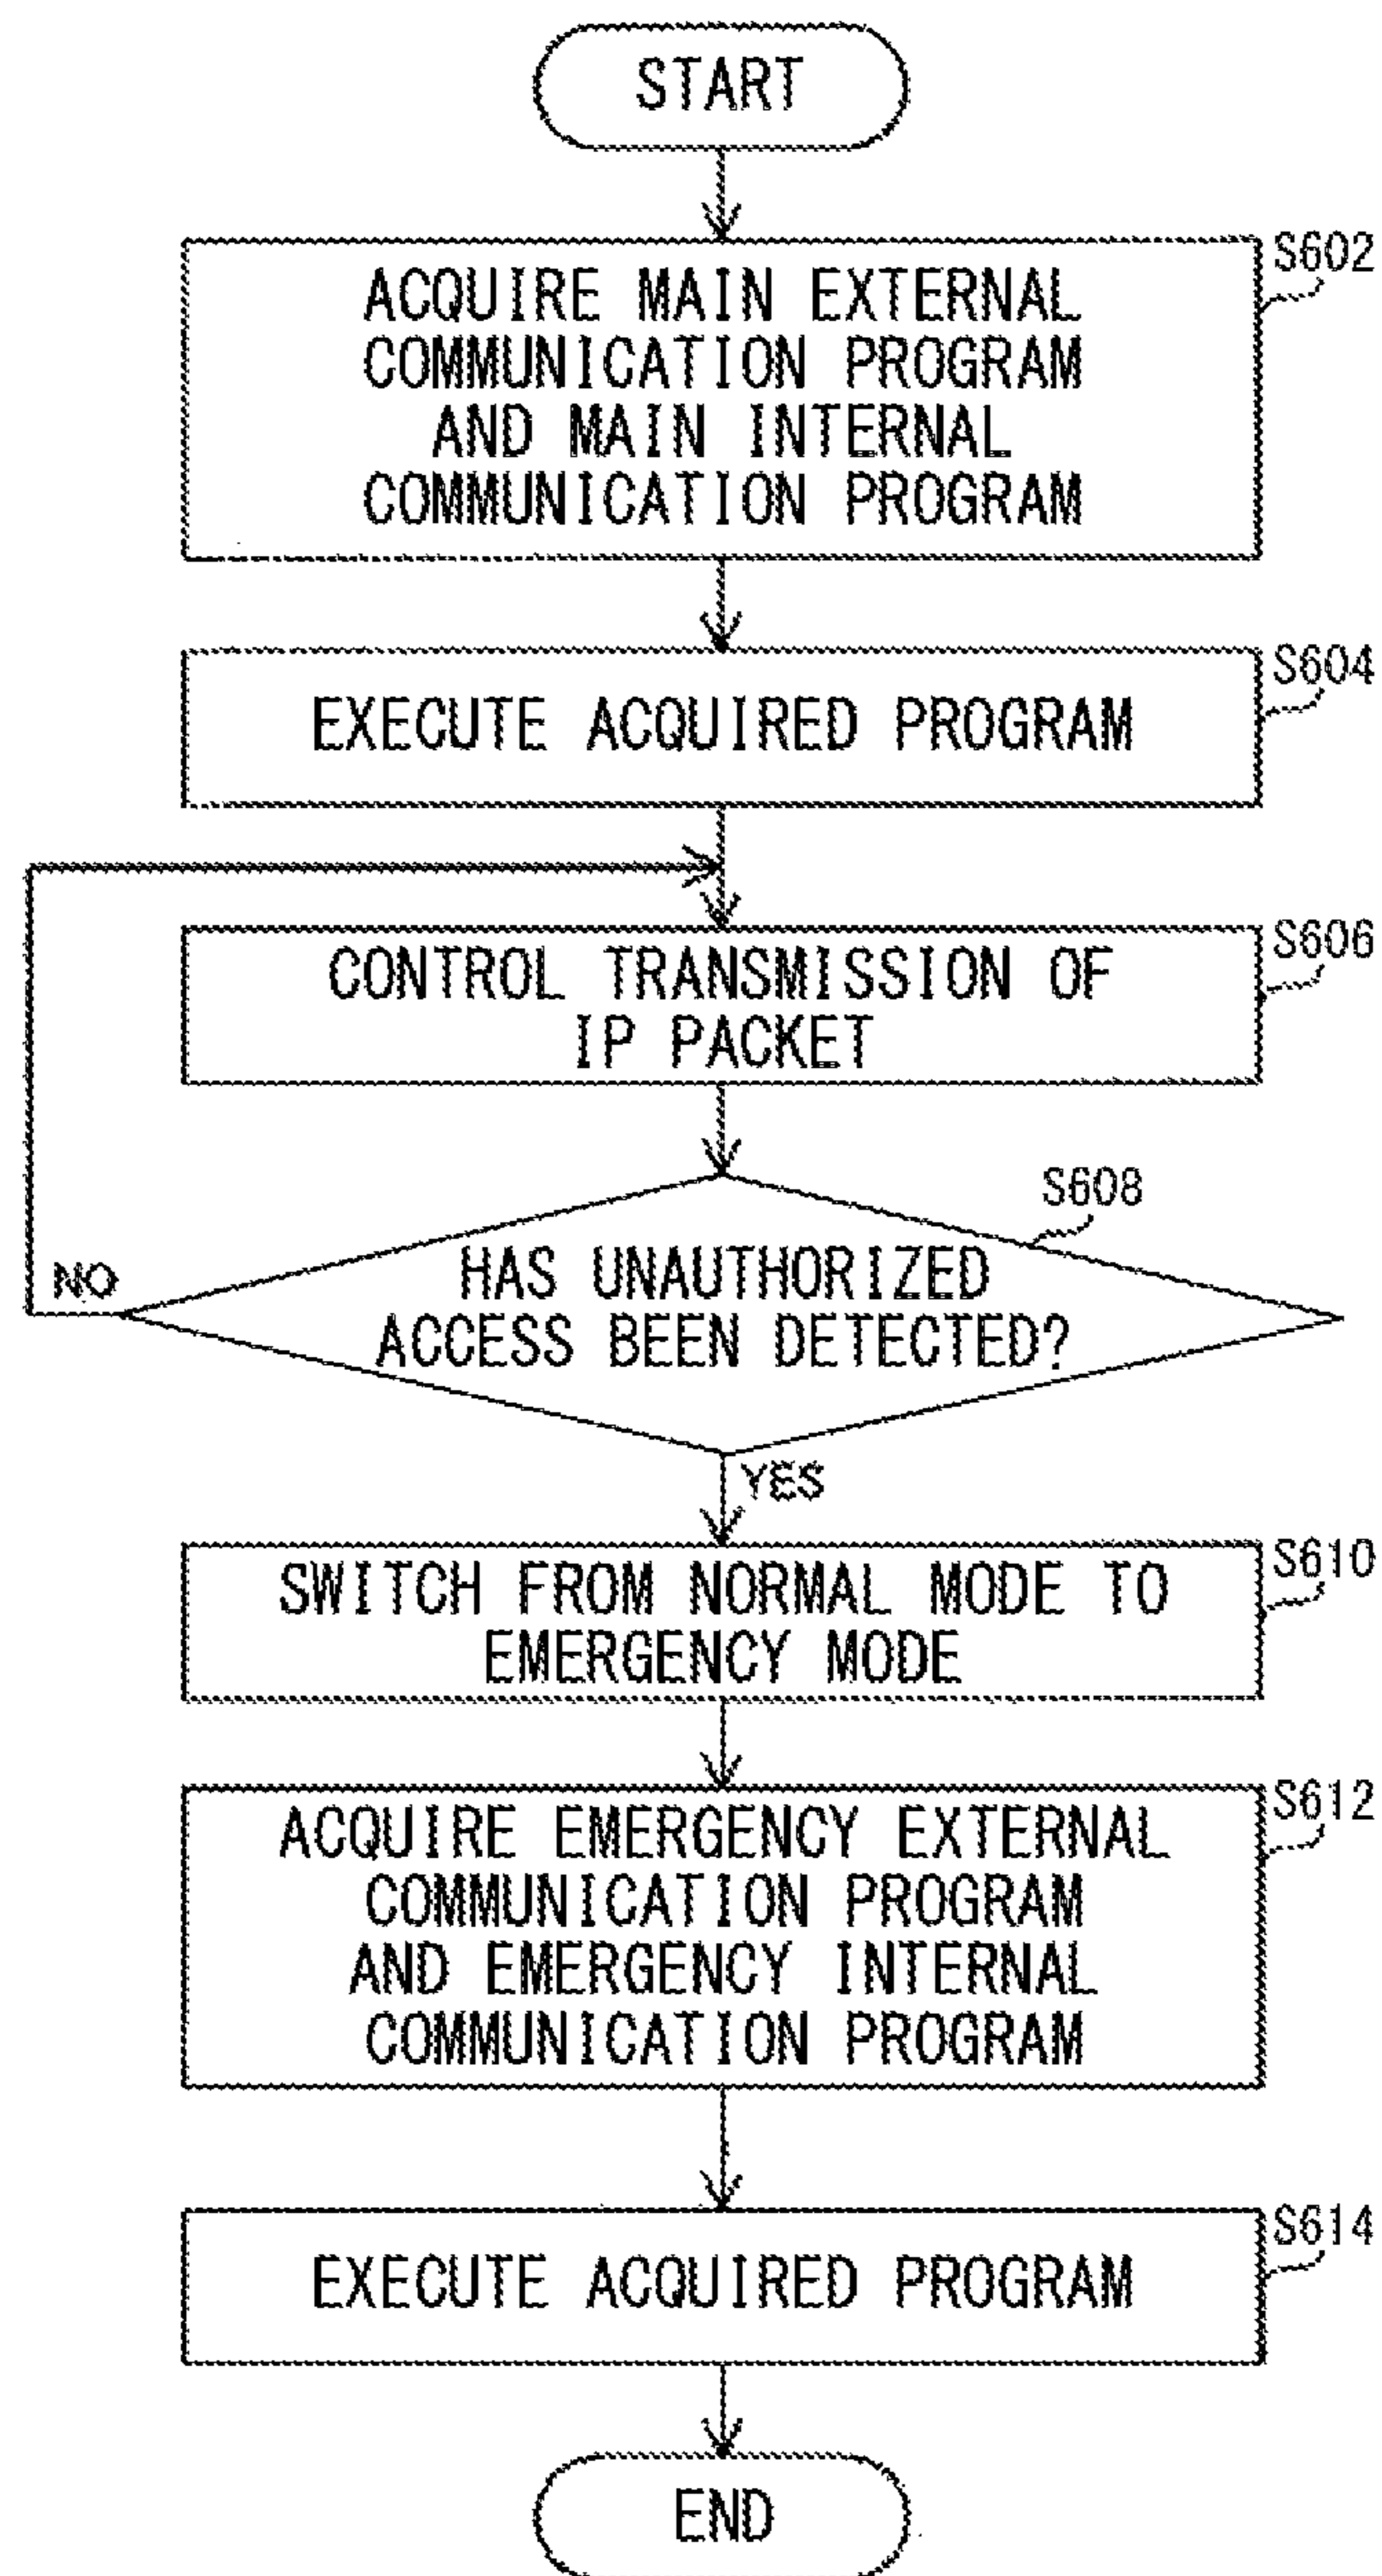 START
S602
ACQUIRE MAIN EXTERNAL
COMMUNICATION PROGRAM
AND MAIN INTERNAL
COMMUNICATION PROGRAM
S604
EXECUTE ACQUIRED PROGRAM
S606
CONTROL TRANSMISSION OF
IP PACKET
S608
NO
HAS UNAUTHORIZED
ACCESS BEEN DETECTED?
YES
S610
SWITCH FROM NORMAL MODE TO
EMERGENCY MODE
S612
ACQUIRE EMERGENCY EXTERNAL
COMMUNICATION PROGRAM
AND EMERGENCY INTERNAL
COMMUNICATION PROGRAM
S614
EXECUTE ACQUIRED PROGRAM
END